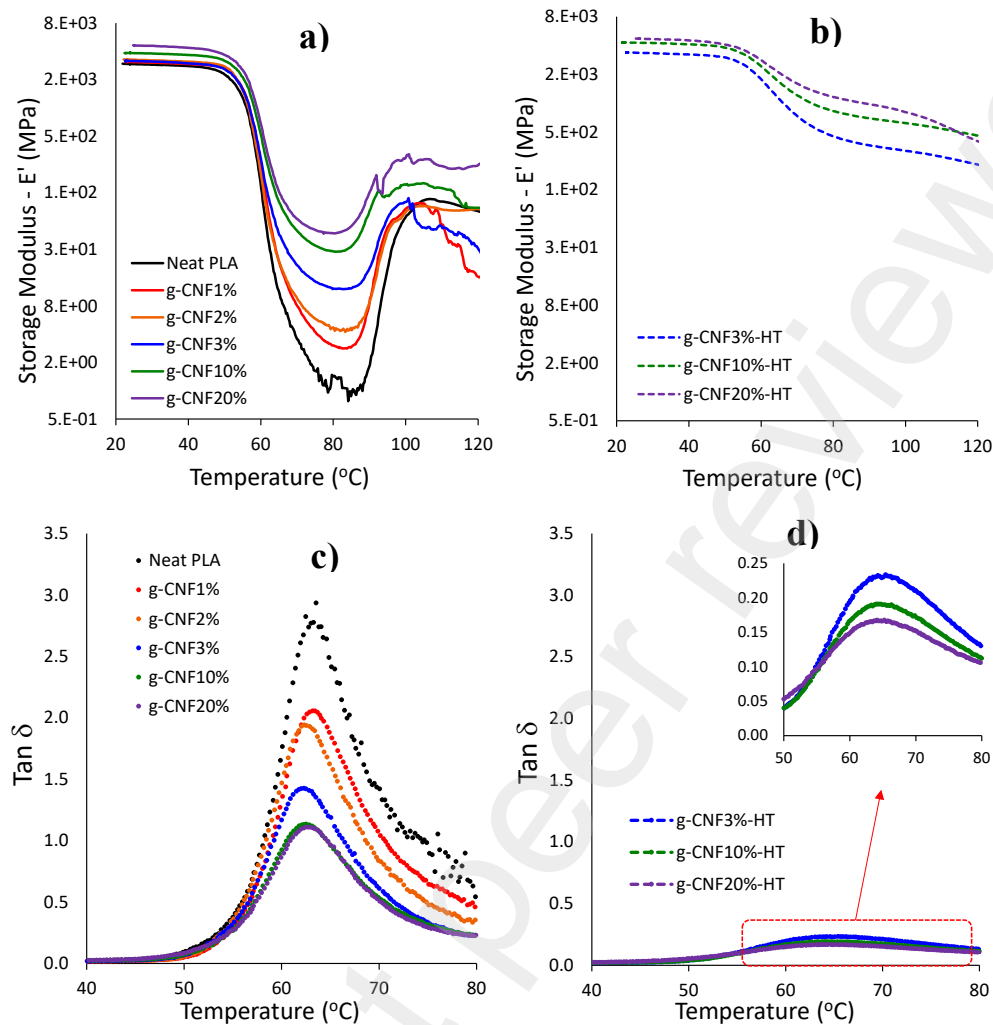 a)
Storage Modulus - E' (MPa)
8.E+03
2.E+03
5.E+02
1.E+02
3.E+01
8.E+00
2.E+00
5.E-01
Neat PLA
g-CNF1%
g-CNF2%
g-CNF3%
g-CNF10%
g-CNF20%
20 40 60 80 100 120
Temperature (°C)
b)
Storage Modulus - E' (MPa)
8.E+03
2.E+03
5.E+02
1.E+02
3.E+01
8.E+00
2.E+00
5.E-01
g-CNF3%-HT
g-CNF10%-HT
g-CNF20%-HT
20 40 60 80 100 120
Temperature (°C)
c)
Tan δ
3.5
3.0
2.5
2.0
1.5
1.0
0.5
0.0
Neat PLA
g-CNF1%
g-CNF2%
g-CNF3%
g-CNF10%
g-CNF20%
40 50 60 70 80
Temperature (°C)
d)
Tan δ
3.5
3.0
2.5
2.0
1.5
1.0
0.5
0.0
0.25
0.20
0.15
0.10
0.05
0.00
50 60 70 80
g-CNF3%-HT
g-CNF10%-HT
g-CNF20%-HT
40 50 60 70 80
Temperature (°C)
t peer review